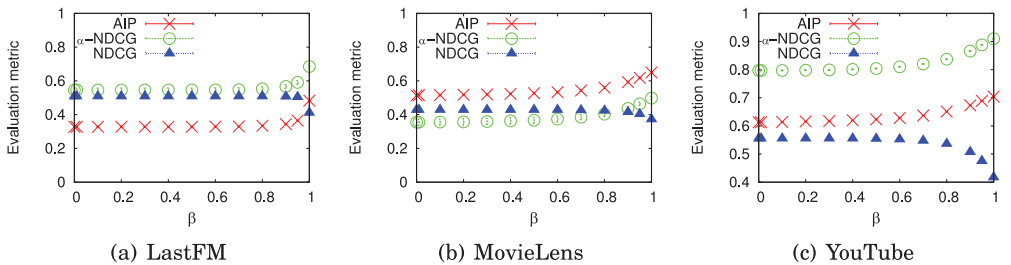 AIP
α-NDCG
NDCG
Evaluation metric
1
0.8
0.6
0.4
0.2
0
0 0.2 0.4 0.6 0.8 1
β
(a) LastFM
AIP
α-NDCG
NDCG
Evaluation metric
1
0.8
0.6
0.4
0.2
0
0 0.2 0.4 0.6 0.8 1
β
(b) MovieLens
AIP
α-NDCG
NDCG
Evaluation metric
1
0.9
0.8
0.7
0.6
0.5
0.4
0 0.2 0.4 0.6 0.8 1
β
(c) YouTube